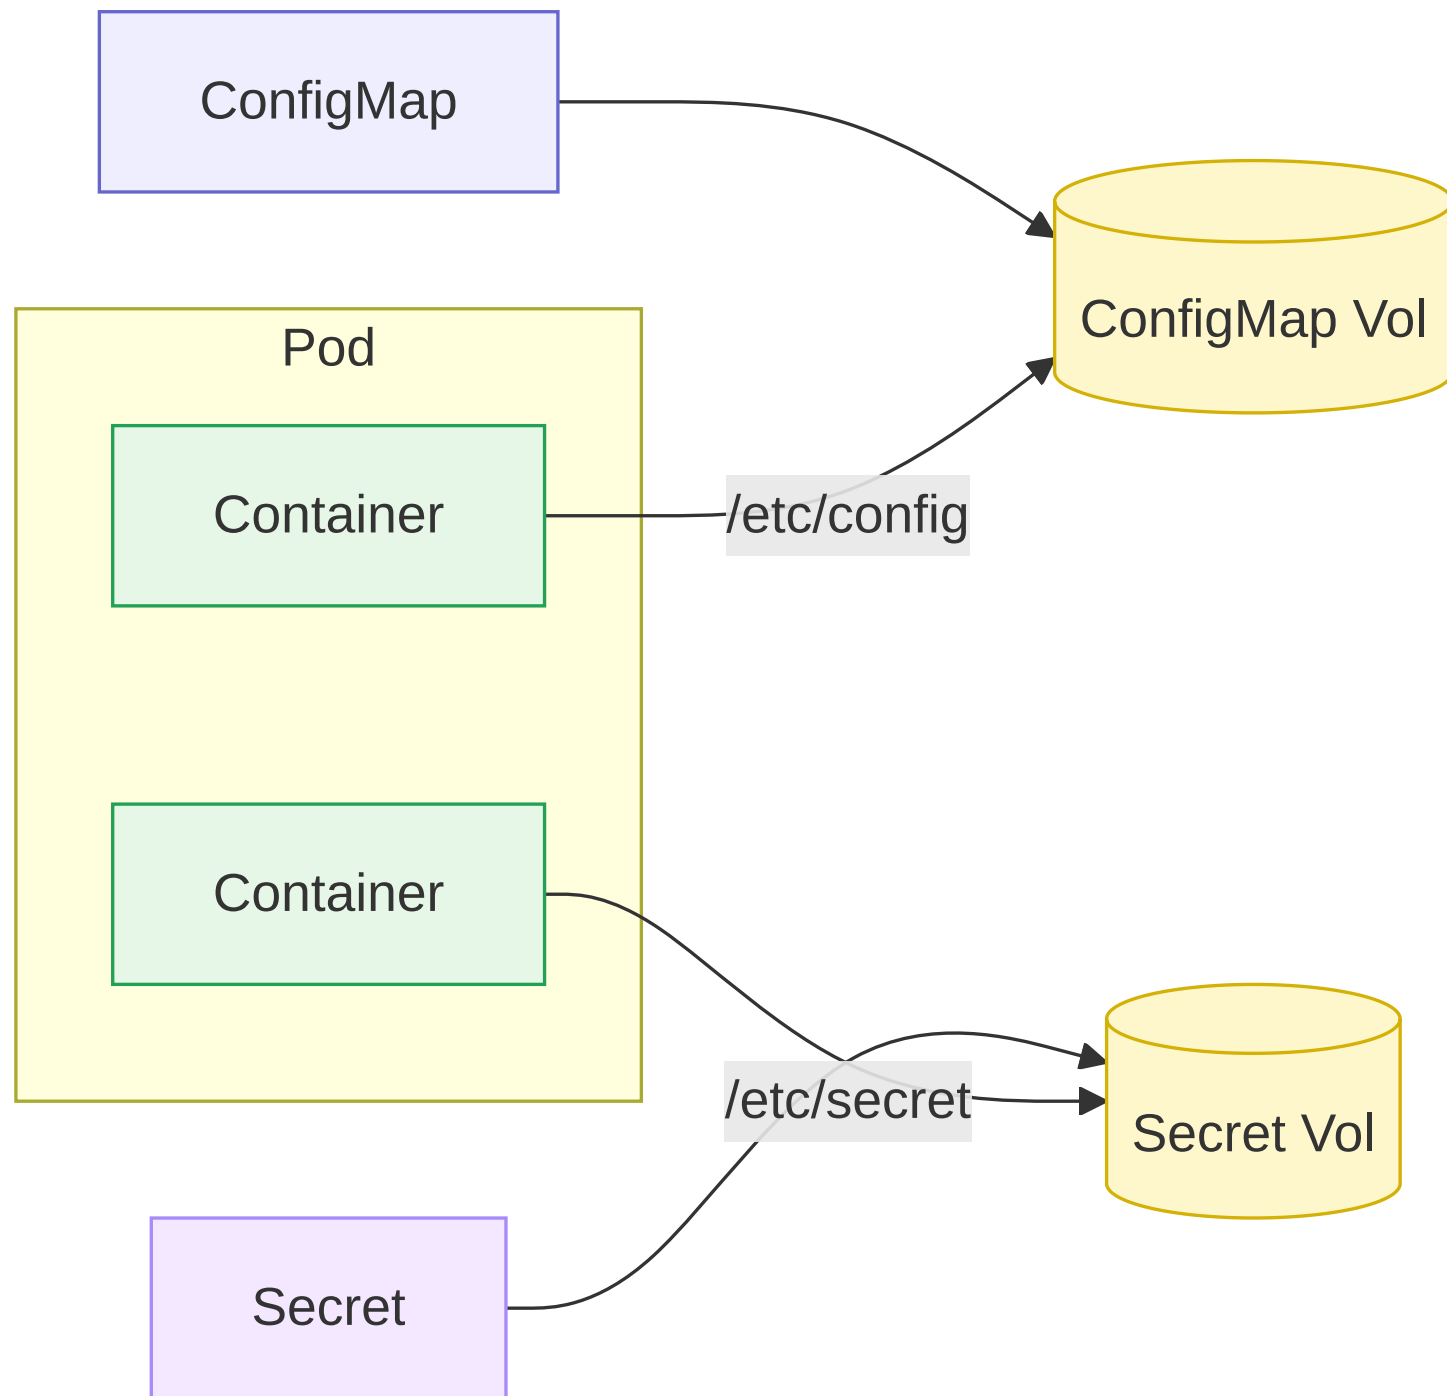 ConfigMap
ConfigMap Vol
Pod
Container
/etc/config
Container
/etc/secret
Secret Vol
Secret